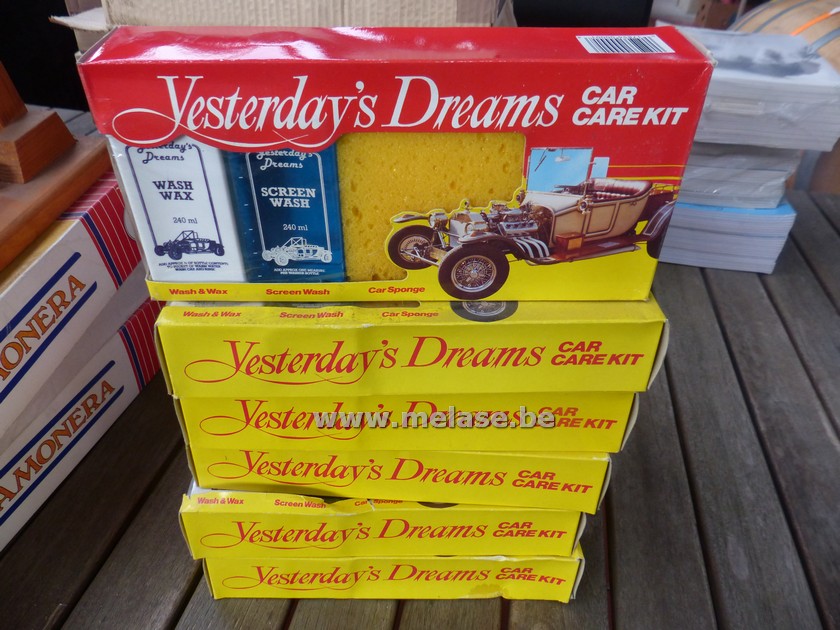 Yesterday's Dreams CAR CARE KIT
Yesterday's Dreams
WASH
WAX
240 ml
Yesterday's Dreams
SCREEN
WASH
240 ml
Wash & Wax Screen Wash Car Sponge
Wash & Wax Screen Wash Car Sponge
Yesterday's Dreams CAR CARE KIT
Yesterday's Dreams CAR CARE KIT
www.melase.be
Yesterday's Dreams CAR CARE KIT
Wash & Wax Screen Wash Car Sponge
Yesterday's Dreams CAR CARE KIT
Yesterday's Dreams CAR CARE KIT
MONERA
AMONERA